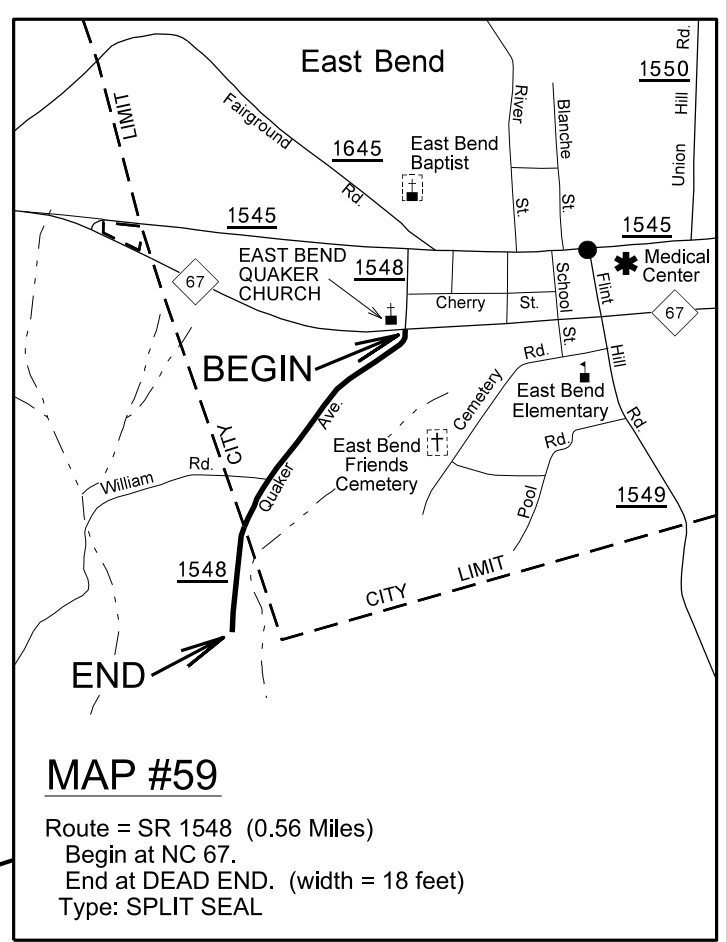 East Bend
Rd.
1550
Hill
Union
LIMIT
Fairground
Rd.
1645
East Bend
Baptist
River
St.
Blanche
St.
1545
1545
EAST BEND
QUAKER
CHURCH
1548
67
Cherry St.
School
St.
Flint
Hill
Rd.
Medical
Center
67
BEGIN
Rd.
Cemetery
East Bend
Elementary
Ave.
Quaker
CITY
East Bend
Friends
Cemetery
Rd.
Pool
William Rd.
1549
1548
CITY LIMIT
END
MAP #59
Route = SR 1548 (0.56 Miles)
Begin at NC 67.
End at DEAD END. (width = 18 feet)
Type: SPLIT SEAL